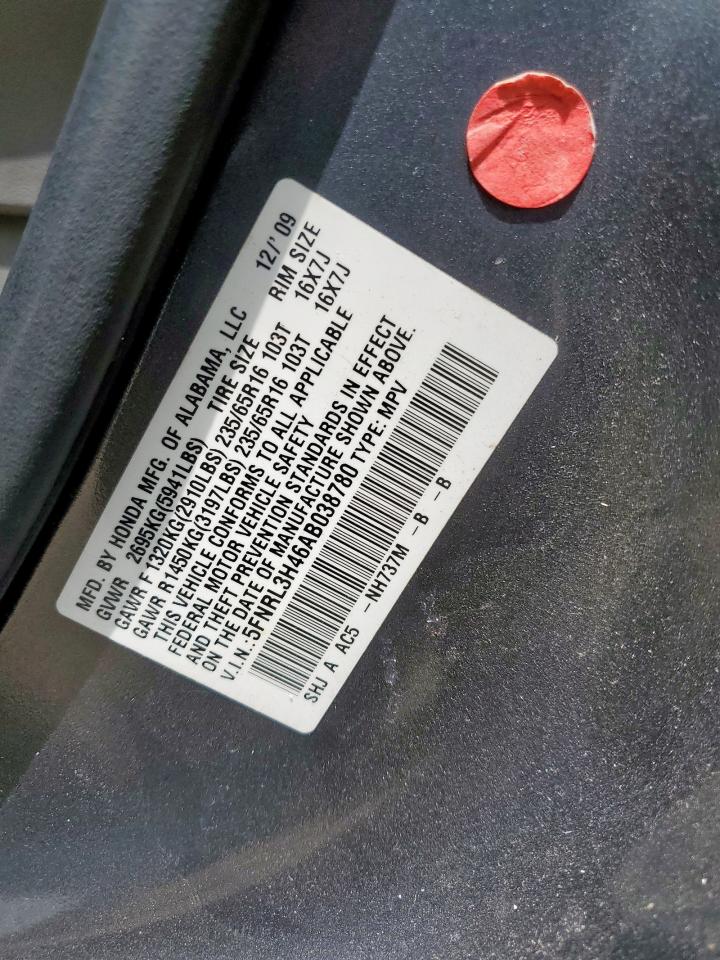 MFD. BY HONDA MFG. OF ALABAMA, LLC 12/' 09
GVWR 2695KG(5941LBS) TIRE SIZE RIM SIZE
GAWR F 1320KG(2910LBS) 235/65R16 103T 16X7J
GAWR R1450KG(3197LBS) 235/65R16 103T 16X7J
THIS VEHICLE CONFORMS TO ALL APPLICABLE
FEDERAL MOTOR VEHICLE SAFETY
AND THEFT PREVENTION STANDARDS IN EFFECT
ON THE DATE OF MANUFACTURE SHOWN ABOVE.
V.I.N.:5FNRL3H46AB038780 TYPE: MPV
SHJ A AC5 -NH737M -B -B